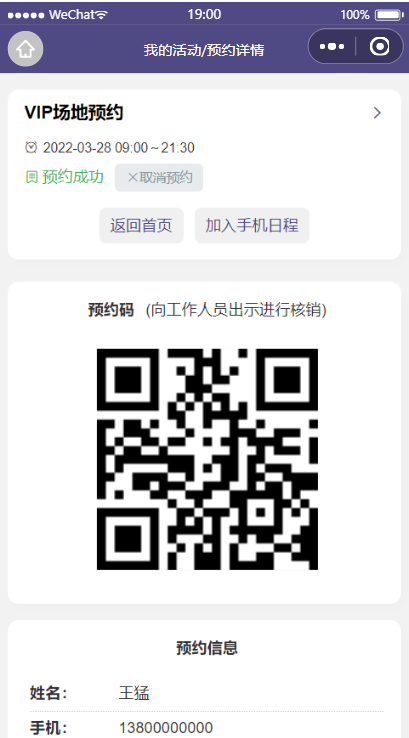 WeChat 19:00 100%
我的活动/预约详情
VIP场地预约
2022-03-28 09:00~21:30
预约成功 ×取消预约
返回首页 加入手机日程
预约码 (向工作人员出示进行核销)
预约信息
姓名： 王猛
手机： 13800000000